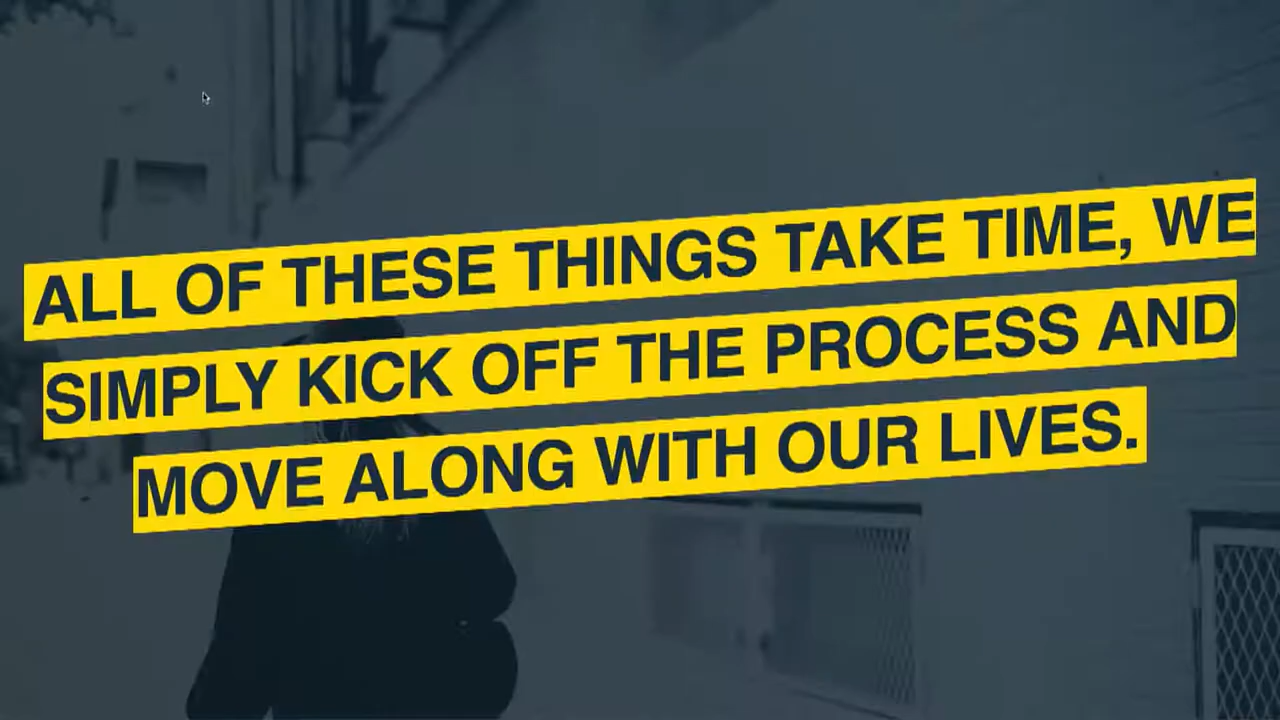 ALL OF THESE THINGS TAKE TIME, WE
SIMPLY KICK OFF THE PROCESS AND
MOVE ALONG WITH OUR LIVES.